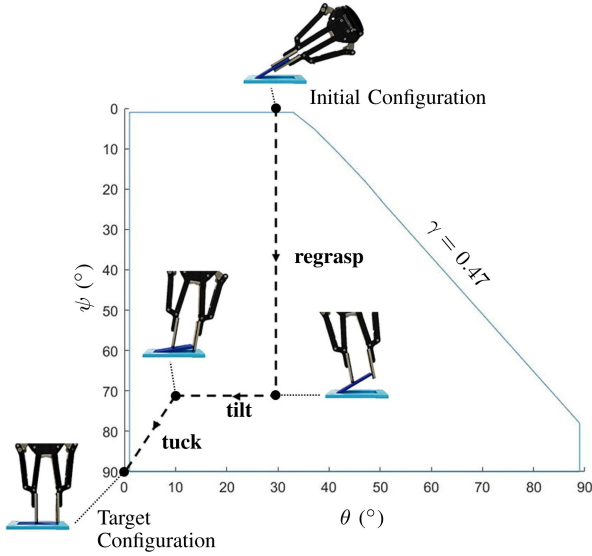 Initial Configuration
0
10
20
30
40
50
60
70
80
90
ψ (°)
γ = 0.47
regrasp
tilt
tuck
0 10 20 30 40 50 60 70 80 90
θ (°)
Target
Configuration